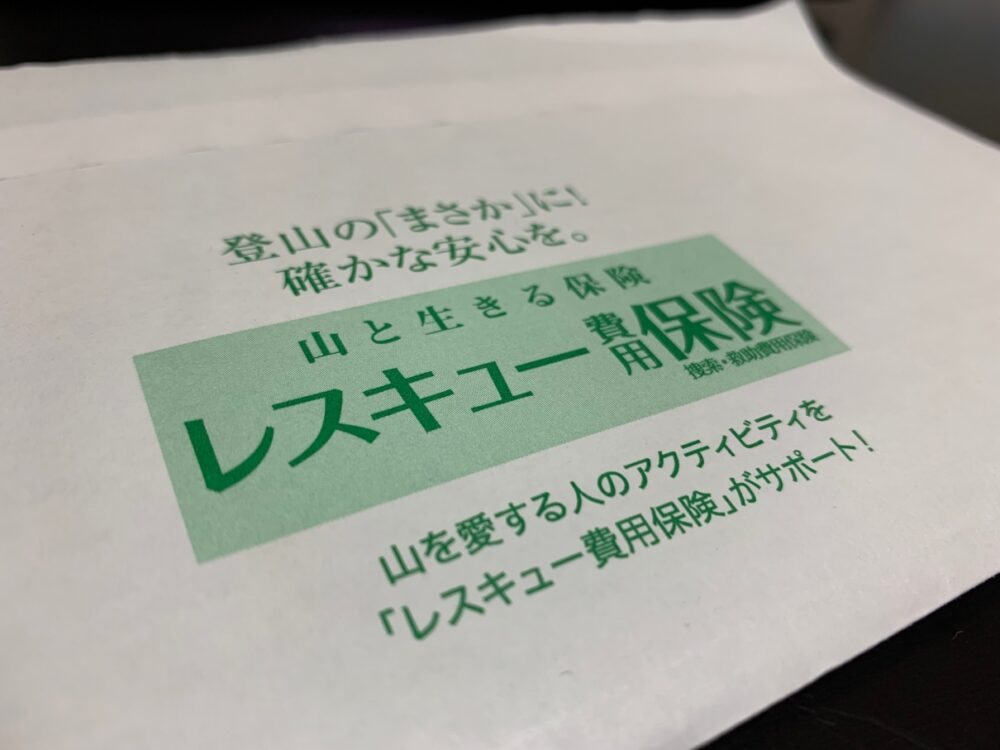 登山の「まさか」に!
確かな安心を。
山と生きる保険
レスキュー費用保険
捜索・救助費用保険
山を愛する人のアクティビティを
「レスキュー費用保険」がサポート!